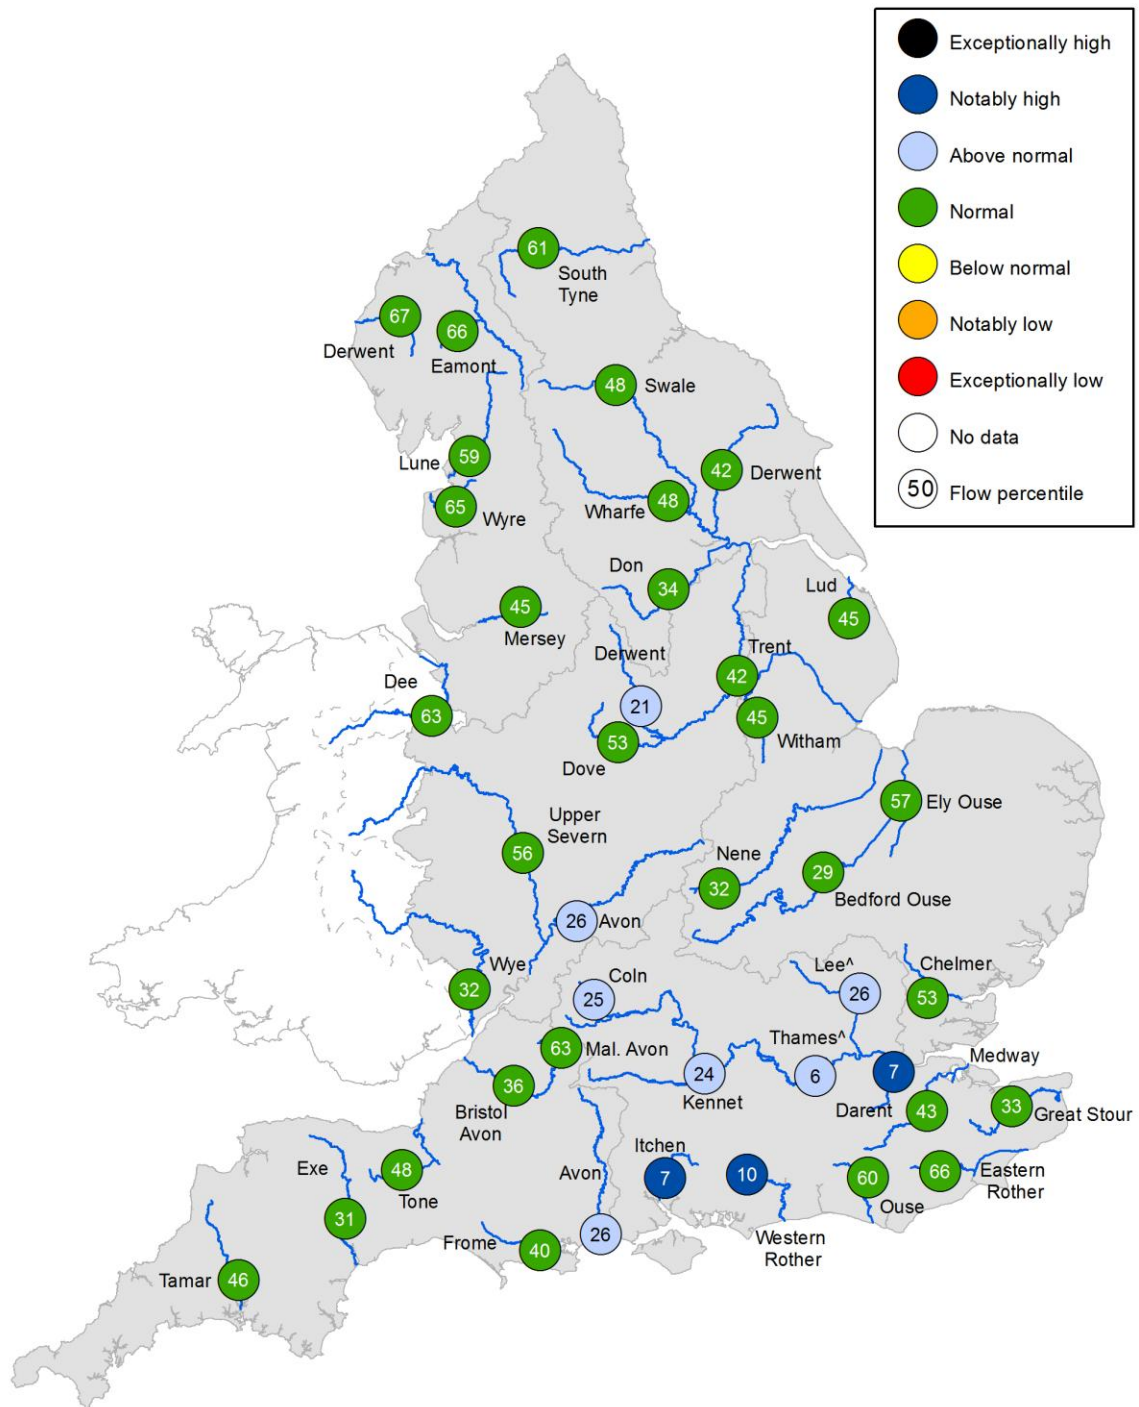 Exceptionally high
Notably high
Above normal
Normal
Below normal
Notably low
Exceptionally low
No data
50 Flow percentile
61
South
Tyne
67
Derwent
66
Eamont
48
Swale
Lune
59
65
Wyre
42
Derwent
Wharfe
48
Don
34
Lud
45
45
Mersey
Derwent
21
Trent
42
Dee
63
45
Witham
53
Dove
57
Ely Ouse
Upper
Severn
56
Nene
32
29
Bedford Ouse
26
Avon
Wye
32
Coln
25
Lee^
26
Chelmer
53
63
Mal. Avon
Thames^
6
7
Darent
Medway
43
33
Great Stour
36
Bristol
Avon
24
Kennet
Exe
31
48
Tone
Avon
26
Itchen
7
10
Western
Rother
60
Ouse
66
Eastern
Rother
Frome
40
Tamar
46